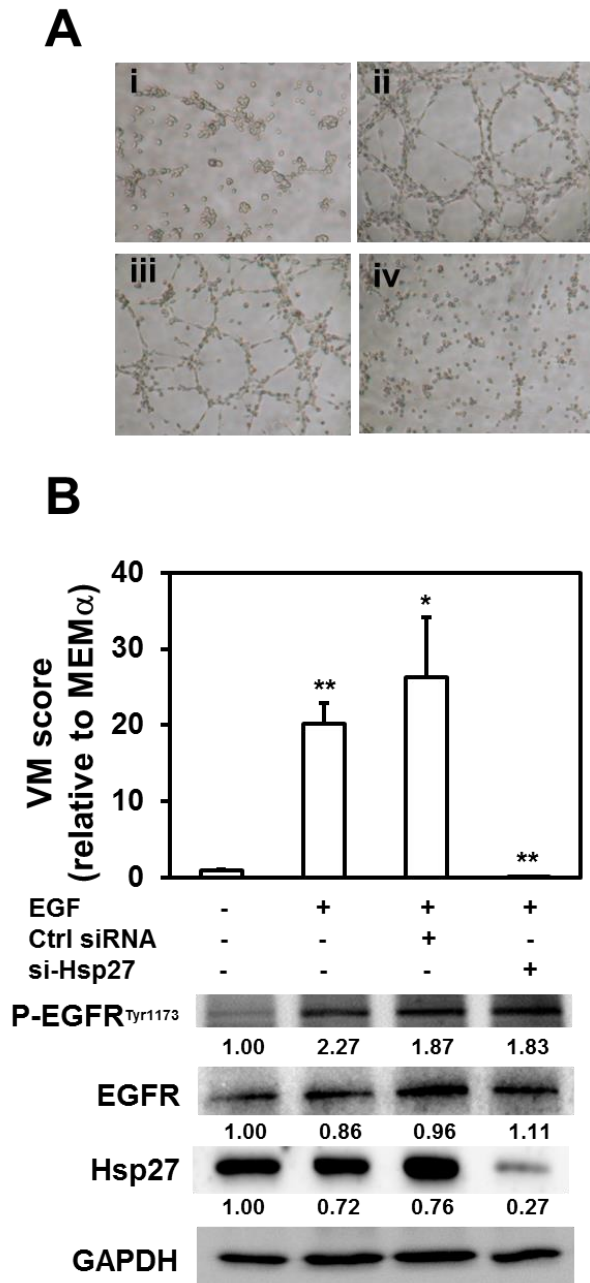 A
i
ii
iii
iv
B
VM score
(relative to MEMα)
40
30
20
10
0
**
*
**
EGF - + + +
Ctrl siRNA - - + -
si-Hsp27 - - - +
P-EGFR Tyr1173
1.00 2.27 1.87 1.83
EGFR
1.00 0.86 0.96 1.11
Hsp27
1.00 0.72 0.76 0.27
GAPDH